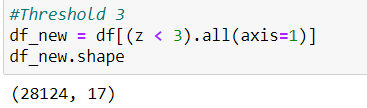 #Threshold 3
df_new = df[(z < 3).all(axis=1)]
df_new.shape
(28124, 17)